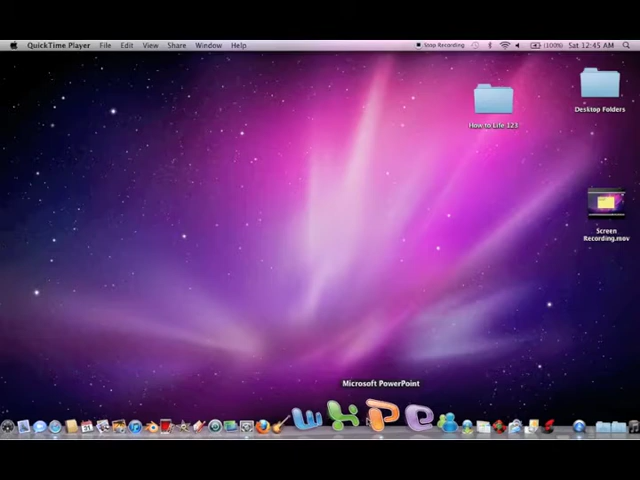 QuickTime Player File Edit View Share Window Help Stop Recording (100%) Sat 12:45 AM
Desktop Folders
How to Life 123
Screen
Recording.mov
Microsoft PowerPoint
W X P e
31